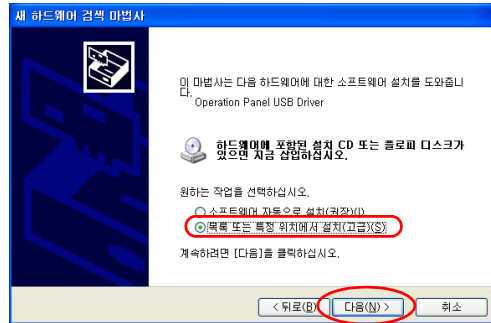 새 하드웨어 검색 마법사
이 마법사는 다음 하드웨어에 대한 소프트웨어 설치를 도와줍니
다.
Operation Panel USB Driver
하드웨어에 포함된 설치 CD 또는 플로피 디스크가
있으면 지금 삽입하십시오.
원하는 작업을 선택하십시오.
소프트웨어 자동으로 설치(권장)(I)
목록 또는 특정 위치에서 설치(고급)(S)
계속하려면 [다음]을 클릭하십시오.
< 뒤로(B) 다음(N) > 취소